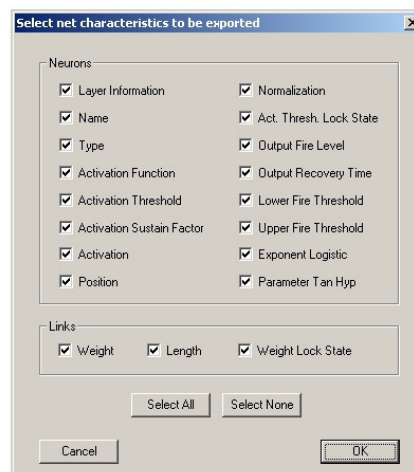 Select net characteristics to be exported
Neurons
Layer Information
Normalization
Name
Act. Thresh. Lock State
Type
Output Fire Level
Activation Function
Output Recovery Time
Activation Threshold
Lower Fire Threshold
Activation Sustain Factor
Upper Fire Threshold
Activation
Exponent Logistic
Position
Parameter Tan Hyp
Links
Weight
Length
Weight Lock State
Select All
Select None
Cancel
OK